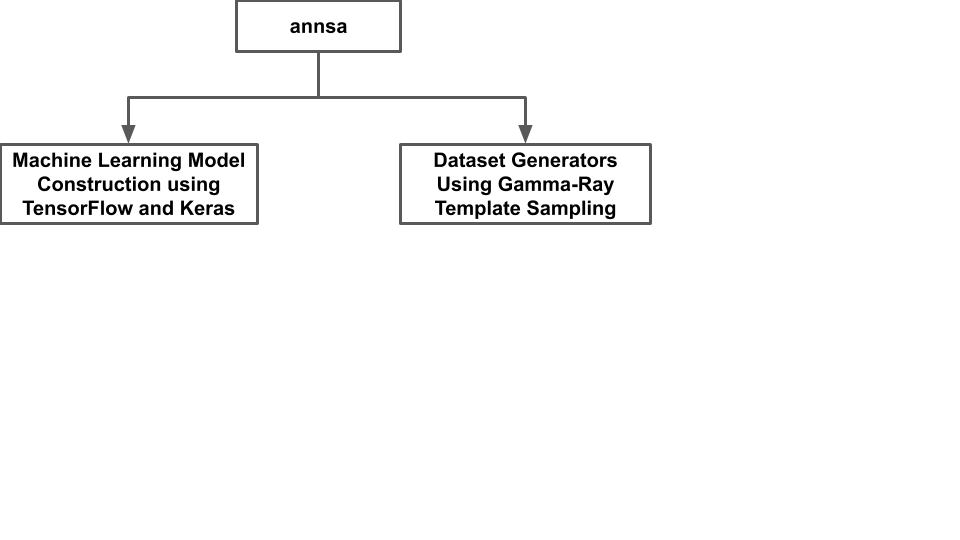 annsa
Machine Learning Model
Construction using
TensorFlow and Keras
Dataset Generators
Using Gamma-Ray
Template Sampling